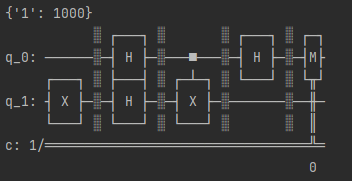 {'1': 1000}
q_0: H H M
q_1: X H X
c: 1/
0